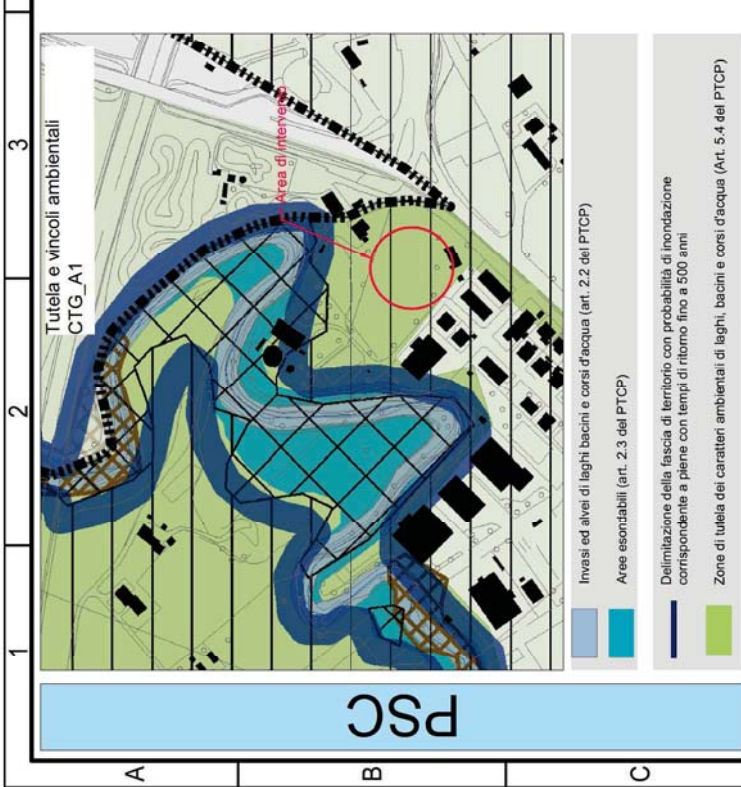 1
2
3
A
B
C
PSC
Tutela e vincoli ambientali
CTG_A1
Area di intervento
Invasi ed alvei di laghi bacini e corsi d'acqua (art. 2.2 del PTCP)
Aree esondabili (art. 2.3 del PTCP)
Delimitazione della fascia di territorio con probabilità di inondazione
corrispondente a piene con tempi di ritorno fino a 500 anni
Zone di tutela dei caratteri ambientai di laghi, bacini e corsi d'acqua (Art. 5.4 del PTCP)